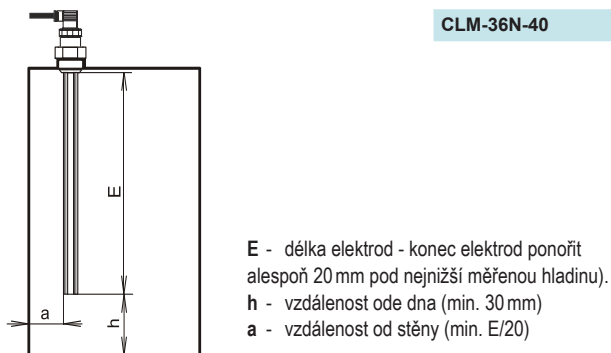 CLM-36N-40
E
a
h
E - délka elektrod - konec elektrod ponořit
alespoň 20 mm pod nejnižší měřenou hladinu).
h - vzdálenost ode dna (min. 30 mm)
a - vzdálenost od stěny (min. E/20)